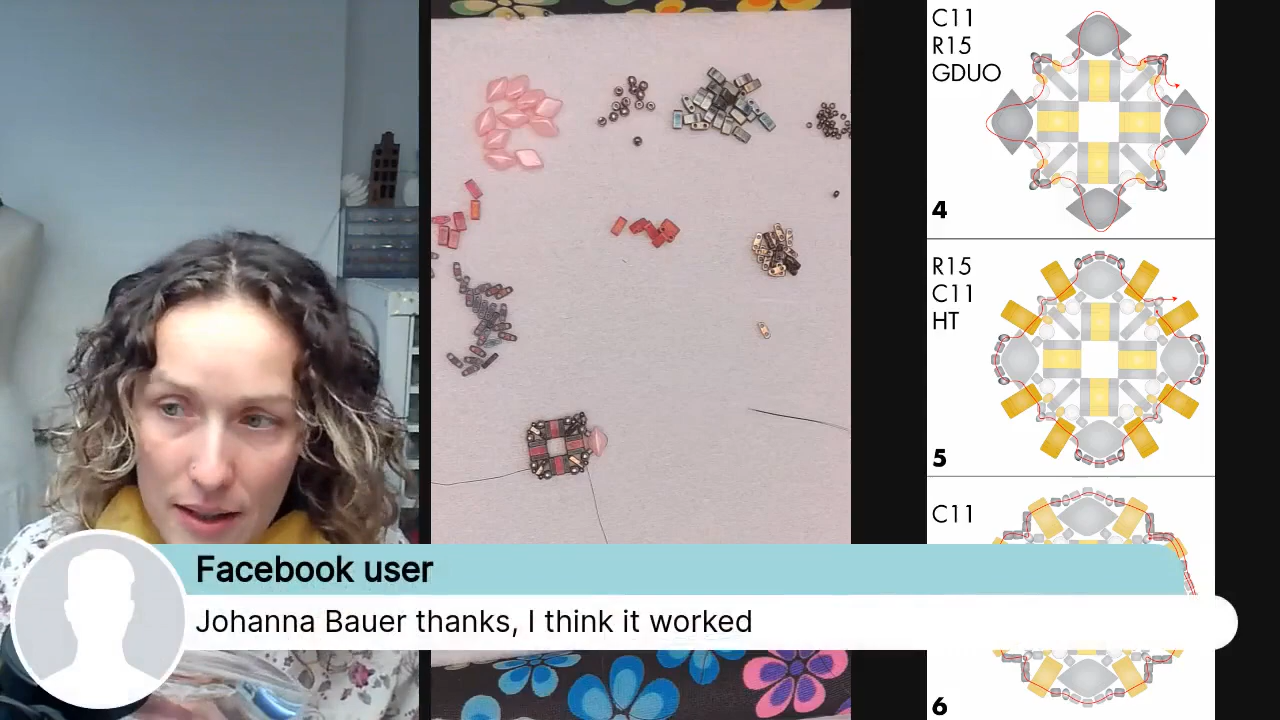 C11
R15
GDUO
4
R15
C11
HT
5
C11
6
Facebook user
Johanna Bauer thanks, I think it worked